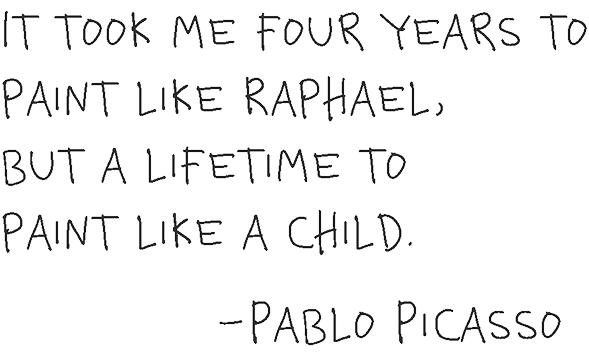 IT TOOK ME FOUR YEARS TO
PAINT LIKE RAPHAEL,
BUT A LIFETIME TO
PAINT LIKE A CHILD.
–PABLO PICASSO